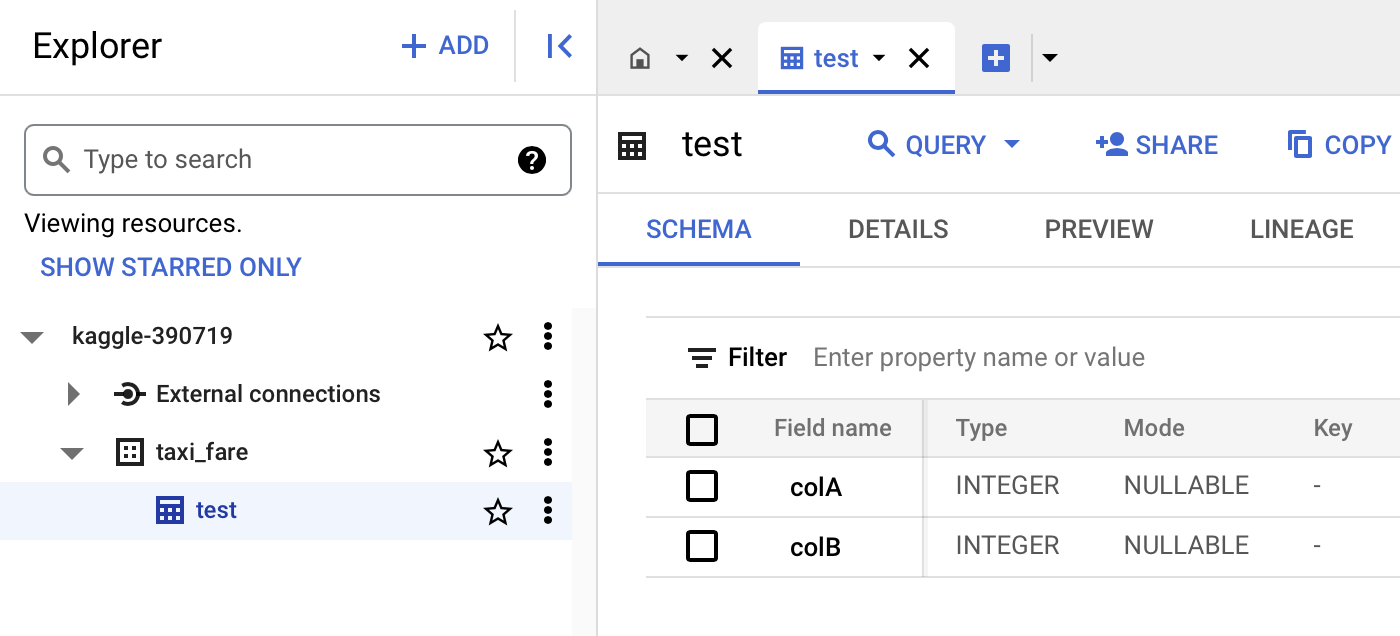 Explorer
ADD
Type to search
Viewing resources.
SHOW STARRED ONLY
kaggle-390719
External connections
taxi_fare
test
test
test
QUERY
SHARE
COPY
SCHEMA
DETAILS
PREVIEW
LINEAGE
Filter Enter property name or value
Field name Type Mode Key
colA INTEGER NULLABLE -
colB INTEGER NULLABLE -